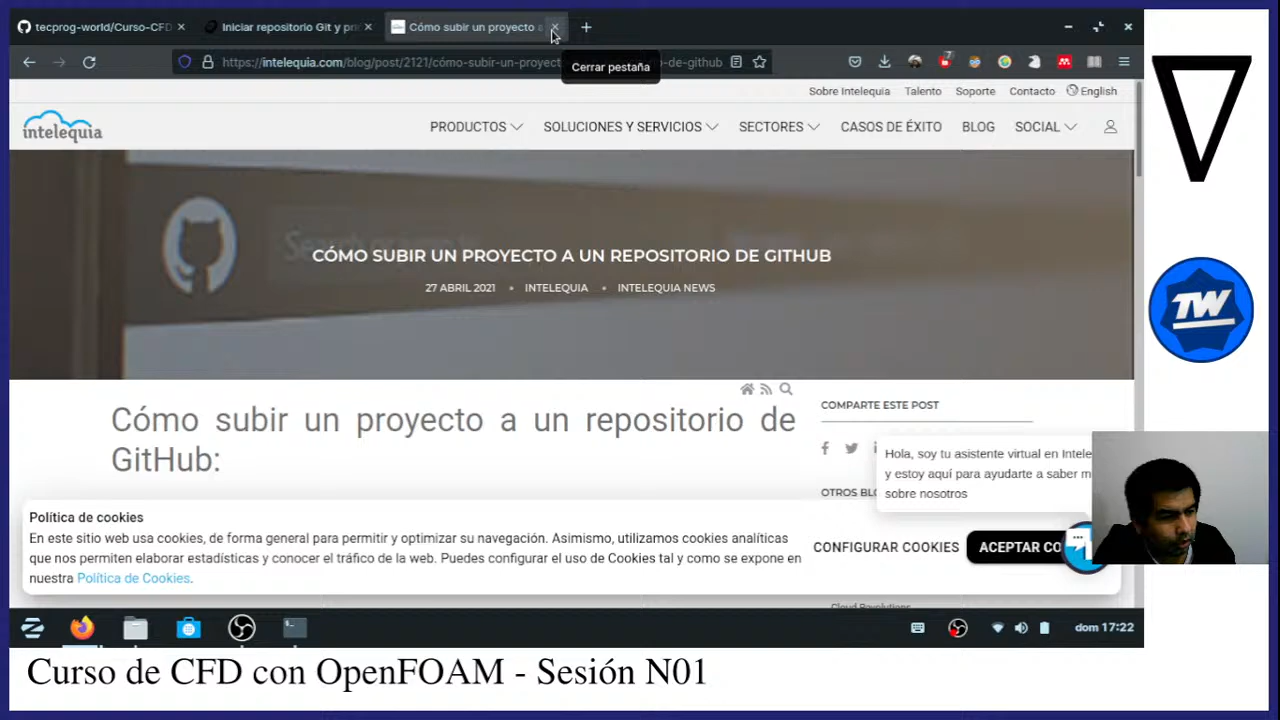 tecprog-world/Curso-CFD
Iniciar repositorio Git y pri
Cómo subir un proyecto a
https://intelequia.com/blog/post/2121/cómo-subir-un-proyect
o-de-github
Cerrar pestaña
7
Sobre Intelequia Talento Soporte Contacto English
intelequia
PRODUCTOS SOLUCIONES Y SERVICIOS SECTORES CASOS DE ÉXITO BLOG SOCIAL
CÓMO SUBIR UN PROYECTO A UN REPOSITORIO DE GITHUB
27 ABRIL 2021 • INTELEQUIA • INTELEQUIA NEWS
Cómo subir un proyecto a un repositorio de
GitHub:
COMPARTE ESTE POST
Hola, soy tu asistente virtual en Intele
y estoy aquí para ayudarte a saber m
sobre nosotros
OTROS BLO
Política de cookies
En este sitio web usa cookies, de forma general para permitir y optimizar su navegación. Asimismo, utilizamos cookies analíticas
que nos permiten elaborar estadísticas y conocer el tráfico de la web. Puedes configurar el uso de Cookies tal y como se expone en
nuestra Política de Cookies.
CONFIGURAR COOKIES
ACEPTAR CO
Cloud Revolutions
dom 17:22
TW
Curso de CFD con OpenFOAM - Sesión N01